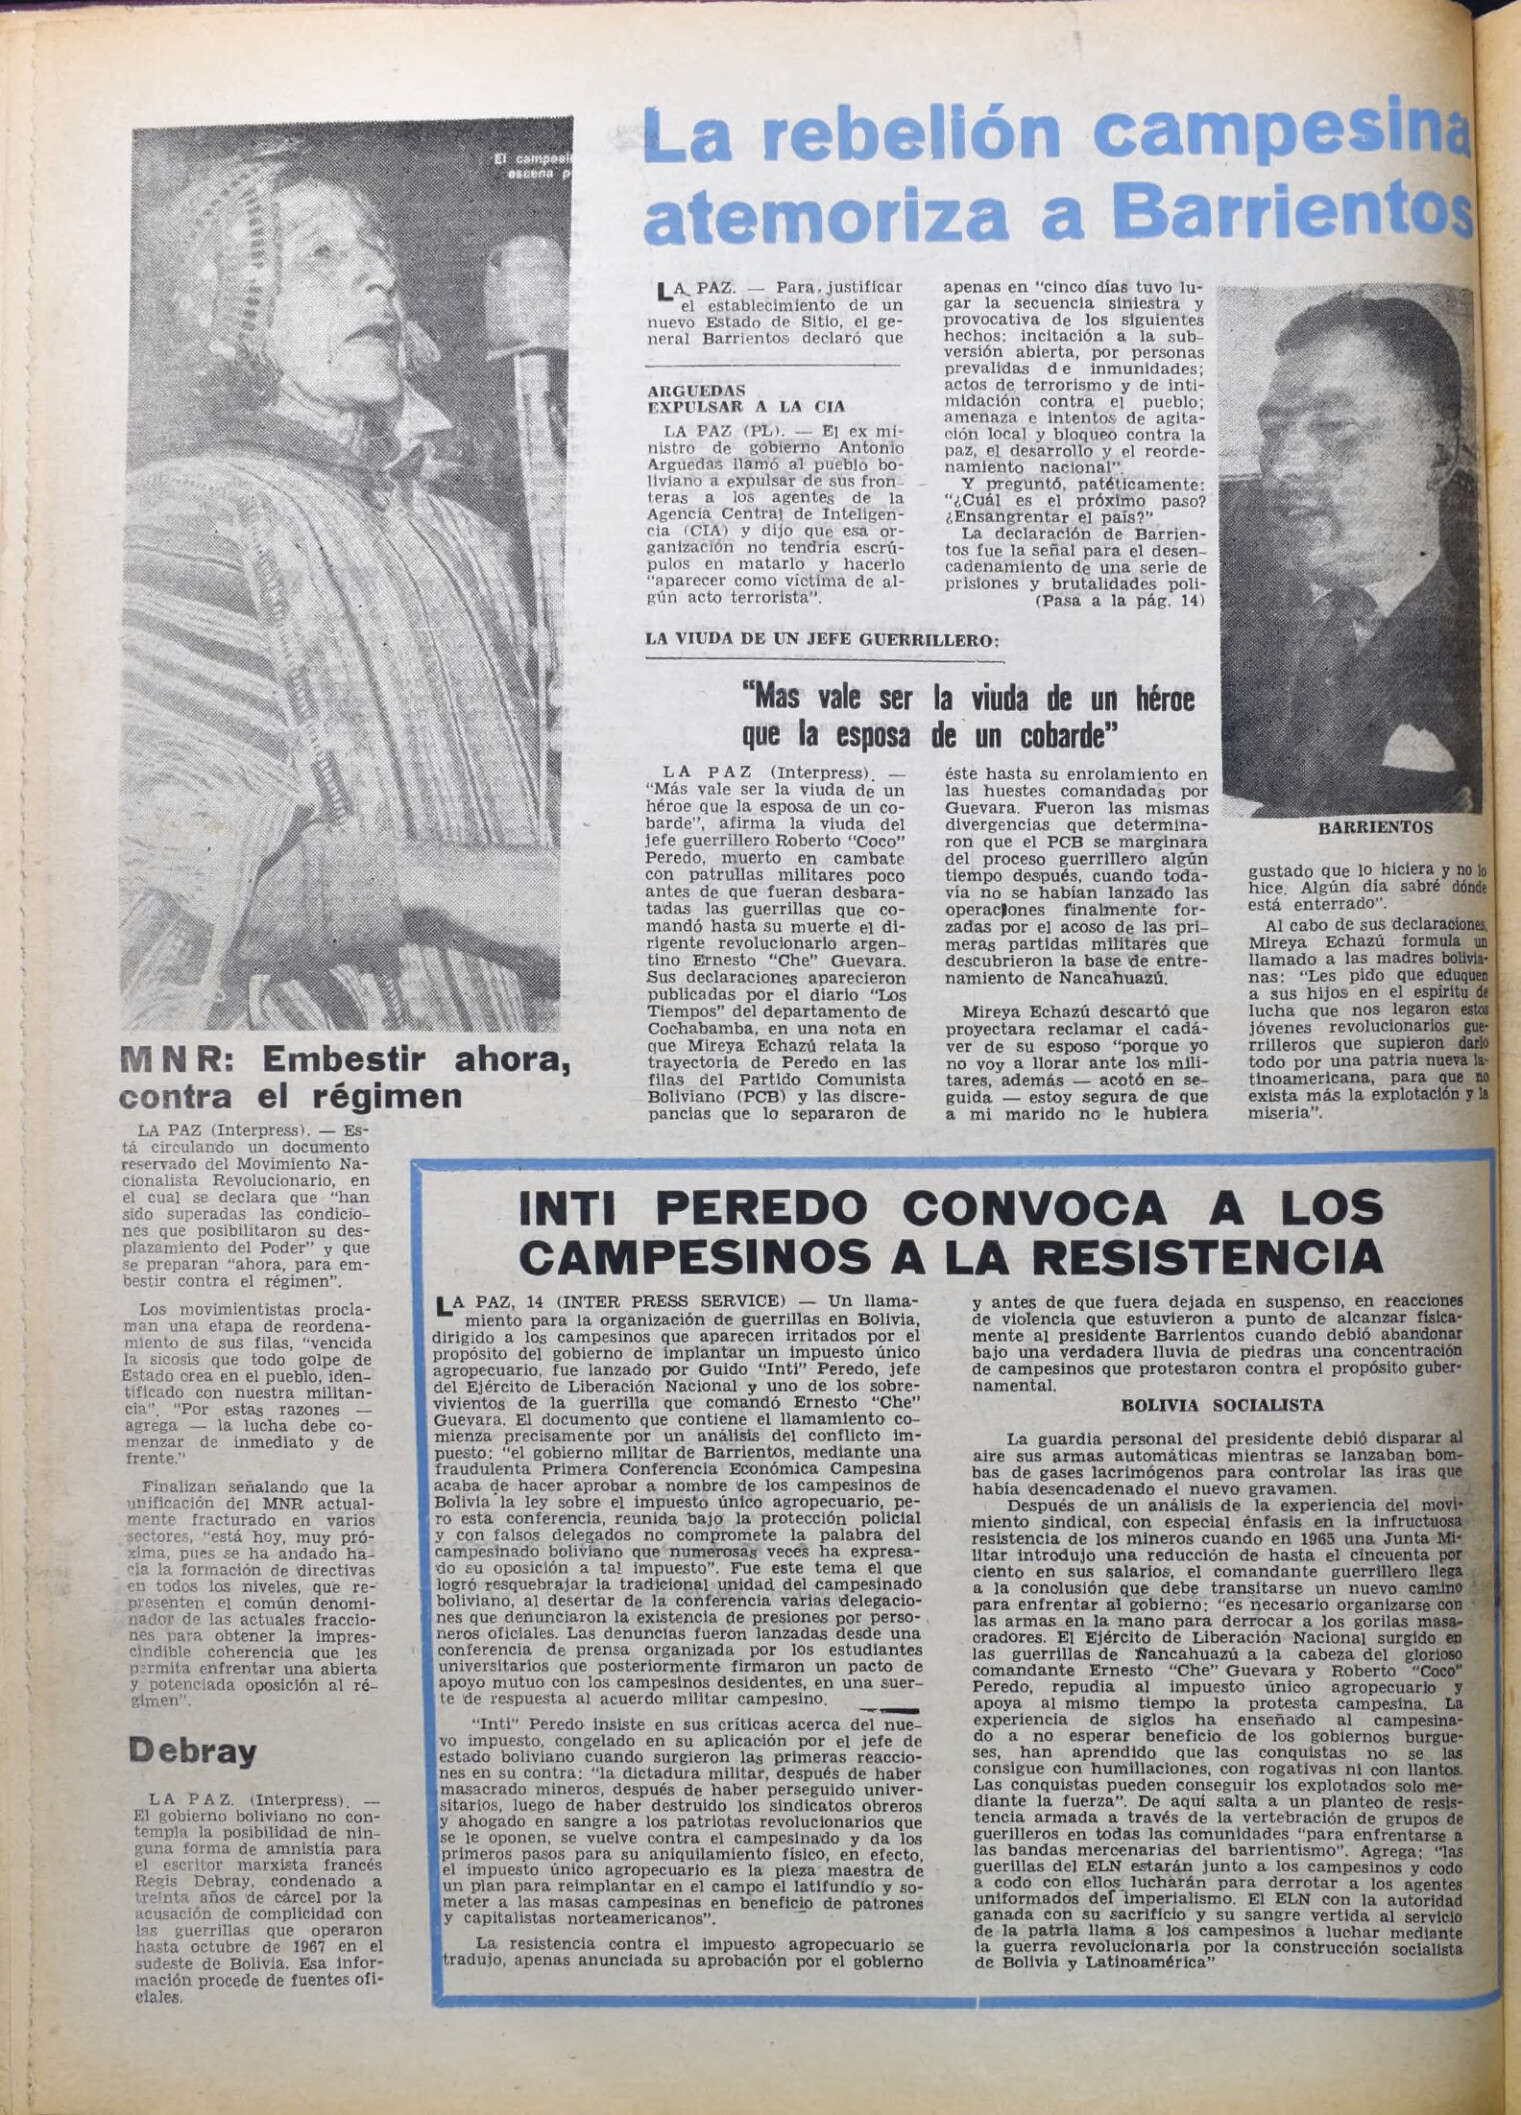 El campesi
escena p
La rebelión campesina
atemoriza a Barrientos
LA PAZ. — Para justificar
el establecimiento de un
nuevo Estado de Sitio, el ge-
neral Barrientos declaró que
apenas en “cinco días tuvo lu-
gar la secuencia siniestra y
provocativa de los siguientes
hechos: incitación a la sub-
versión abierta, por personas
prevalidas de inmunidades;
actos de terrorismo y de inti-
midación contra el pueblo;
amenaza e intentos de agita-
ción local y bloqueo contra la
paz, el desarrollo y el reorde-
namiento nacional”.
Y preguntó, patéticamente:
“¿Cuál es el próximo paso?
¿Ensangrentar el país?”
La declaración de Barrien-
tos fue la señal para el desen-
cadenamiento de una serie de
prisiones y brutalidades poli-
(Pasa a la pág. 14)
ARGUEDAS
EXPULSAR A LA CIA
LA PAZ (PL). — El ex mi-
nistro de gobierno Antonio
Arguedas llamó al pueblo bo-
liviano a expulsar de sus fron-
teras a los agentes de la
Agencia Central de Inteligen-
cia (CIA) y dijo que esa or-
ganización no tendría escrú-
pulos en matarlo y hacerlo
“aparecer como víctima de al-
gún acto terrorista”.
BARRIENTOS
LA VIUDA DE UN JEFE GUERRILLERO:
“Mas vale ser la viuda de un héroe
que la esposa de un cobarde”
LA PAZ (Interpress). —
“Más vale ser la viuda de un
héroe que la esposa de un co-
barde”, afirma la viuda del
jefe guerrillero Roberto “Coco”
Peredo, muerto en cambate
con patrullas militares poco
antes de que fueran desbara-
tadas las guerrillas que co-
mandó hasta su muerte el di-
rigente revolucionario argen-
tino Ernesto “Che” Guevara.
Sus declaraciones aparecieron
publicadas por el diario “Los
Tiempos” del departamento de
Cochabamba, en una nota en
que Mireya Echazú relata la
trayectoria de Peredo en las
filas del Partido Comunista
Boliviano (PCB) y las discre-
pancias que lo separaron de
éste hasta su enrolamiento en
las huestes comandadas por
Guevara. Fueron las mismas
divergencias que determina-
ron que el PCB se marginara
del proceso guerrillero algún
tiempo después, cuando toda-
vía no se habían lanzado las
operaciones finalmente for-
zadas por el acoso de las pri-
meras partidas militares que
descubrieron la base de entre-
namiento de Nancahuazú.
Mireya Echazú descartó que
proyectara reclamar el cadá-
ver de su esposo “porque yo
no voy a llorar ante los mili-
tares, además — acotó en se-
guida — estoy segura de que
a mi marido no le hubiera
gustado que lo hiciera y no lo
hice. Algún día sabré dónde
está enterrado”.
Al cabo de sus declaraciones,
Mireya Echazú formula un
llamado a las madres bolivia-
nas: “Les pido que eduquen
a sus hijos en el espíritu de
lucha que nos legaron estos
jóvenes revolucionarios gue-
rrilleros que supieron darlo
todo por una patria nueva la-
tinoamericana, para que no
exista más la explotación y la
miseria”.
MNR: Embestir ahora,
contra el régimen
LA PAZ (Interpress). — Es-
tá circulando un documento
reservado del Movimiento Na-
cionalista Revolucionario, en
el cual se declara que “han
sido superadas las condicio-
nes que posibilitaron su des-
plazamiento del Poder” y que
se preparan “ahora, para em-
bestir contra el régimen”.
Los movimientistas procla-
man una etapa de reordena-
miento de sus filas, “vencida
la sicosis que todo golpe de
Estado crea en el pueblo, iden-
tificado con nuestra militan-
cia”. “Por estas razones —
agrega — la lucha debe co-
menzar de inmediato y de
frente.”
Finalizan señalando que la
unificación del MNR actual-
mente fracturado en varios
sectores, “está hoy, muy pró-
xima, pues se ha andado ha-
cia la formación de directivas
en todos los niveles, que re-
presenten el común denomi-
nador de las actuales fraccio-
nes para obtener la impres-
cindible coherencia que les
permita enfrentar una abierta
y potenciada oposición al ré-
gimen”.
Debray
LA PAZ. (Interpress). —
El gobierno boliviano no con-
templa la posibilidad de nin-
guna forma de amnistía para
el escritor marxista francés
Regis Debray, condenado a
treinta años de cárcel por la
acusación de complicidad con
las guerrillas que operaron
hasta octubre de 1967 en el
sudeste de Bolivia. Esa infor-
mación procede de fuentes ofi-
ciales.
INTI PEREDO CONVOCA A LOS
CAMPESINOS A LA RESISTENCIA
LA PAZ, 14 (INTER PRESS SERVICE) — Un llama-
miento para la organización de guerrillas en Bolivia,
dirigido a los campesinos que aparecen irritados por el
propósito del gobierno de implantar un impuesto único
agropecuario, fue lanzado por Guido “Inti” Peredo, jefe
del Ejército de Liberación Nacional y uno de los sobre-
vivientes de la guerrilla que comandó Ernesto “Che”
Guevara. El documento que contiene el llamamiento co-
mienza precisamente por un análisis del conflicto im-
puesto: “el gobierno militar de Barrientos, mediante una
fraudulenta Primera Conferencia Económica Campesina
acaba de hacer aprobar a nombre de los campesinos de
Bolivia la ley sobre el impuesto único agropecuario, pe-
ro esta conferencia, reunida bajo la protección policial
y con falsos delegados no compromete la palabra del
campesinado boliviano que numerosas veces ha expresa-
do su oposición a tal impuesto”. Fue este tema el que
logró resquebrajar la tradicional unidad del campesinado
boliviano, al desertar de la conferencia varias delegacio-
nes que denunciaron la existencia de presiones por perso-
neros oficiales. Las denuncias fueron lanzadas desde una
conferencia de prensa organizada por los estudiantes
universitarios que posteriormente firmaron un pacto de
apoyo mutuo con los campesinos desidentes, en una suer-
te de respuesta al acuerdo militar campesino.
“Inti” Peredo insiste en sus críticas acerca del nue-
vo impuesto, congelado en su aplicación por el jefe de
estado boliviano cuando surgieron las primeras reaccio-
nes en su contra: “la dictadura militar, después de haber
masacrado mineros, después de haber perseguido univer-
sitarios, luego de haber destruido los sindicatos obreros
y ahogado en sangre a los patriotas revolucionarios que
se le oponen, se vuelve contra el campesinado y da los
primeros pasos para su aniquilamiento físico, en efecto,
el impuesto único agropecuario es la pieza maestra de
un plan para reimplantar en el campo el latifundio y so-
meter a las masas campesinas en beneficio de patrones
y capitalistas norteamericanos”.
La resistencia contra el impuesto agropecuario se
tradujo, apenas anunciada su aprobación por el gobierno
y antes de que fuera dejada en suspenso, en reacciones
de violencia que estuvieron a punto de alcanzar física-
mente al presidente Barrientos cuando debió abandonar
bajo una verdadera lluvia de piedras una concentración
de campesinos que protestaron contra el propósito guber-
namental.
BOLIVIA SOCIALISTA
La guardia personal del presidente debió disparar al
aire sus armas automáticas mientras se lanzaban bom-
bas de gases lacrimógenos para controlar las iras que
había desencadenado el nuevo gravamen.
Después de un análisis de la experiencia del movi-
miento sindical, con especial énfasis en la infructuosa
resistencia de los mineros cuando en 1965 una Junta Mi-
litar introdujo una reducción de hasta el cincuenta por
ciento en sus salarios, el comandante guerrillero llega
a la conclusión que debe transitarse un nuevo camino
para enfrentar al gobierno: “es necesario organizarse con
las armas en la mano para derrocar a los gorilas masa-
cradores. El Ejército de Liberación Nacional surgido en
las guerrillas de Ñancahuazú a la cabeza del glorioso
comandante Ernesto “Che” Guevara y Roberto “Coco”
Peredo, repudia al impuesto único agropecuario y
apoya al mismo tiempo la protesta campesina. La
experiencia de siglos ha enseñado al campesina-
do a no esperar beneficio de los gobiernos burgue-
ses, han aprendido que las conquistas no se las
consigue con humillaciones, con rogativas ni con llantos.
Las conquistas pueden conseguir los explotados solo me-
diante la fuerza”. De aquí salta a un planteo de resis-
tencia armada a través de la vertebración de grupos de
guerilleros en todas las comunidades “para enfrentarse a
las bandas mercenarias del barrientismo”. Agrega: “las
guerillas del ELN estarán junto a los campesinos y codo
a codo con ellos lucharán para derrotar a los agentes
uniformados del imperialismo. El ELN con la autoridad
ganada con su sacrificio y su sangre vertida al servicio
de la patria llama a los campesinos a luchar mediante
la guerra revolucionaria por la construcción socialista
de Bolivia y Latinoamérica”